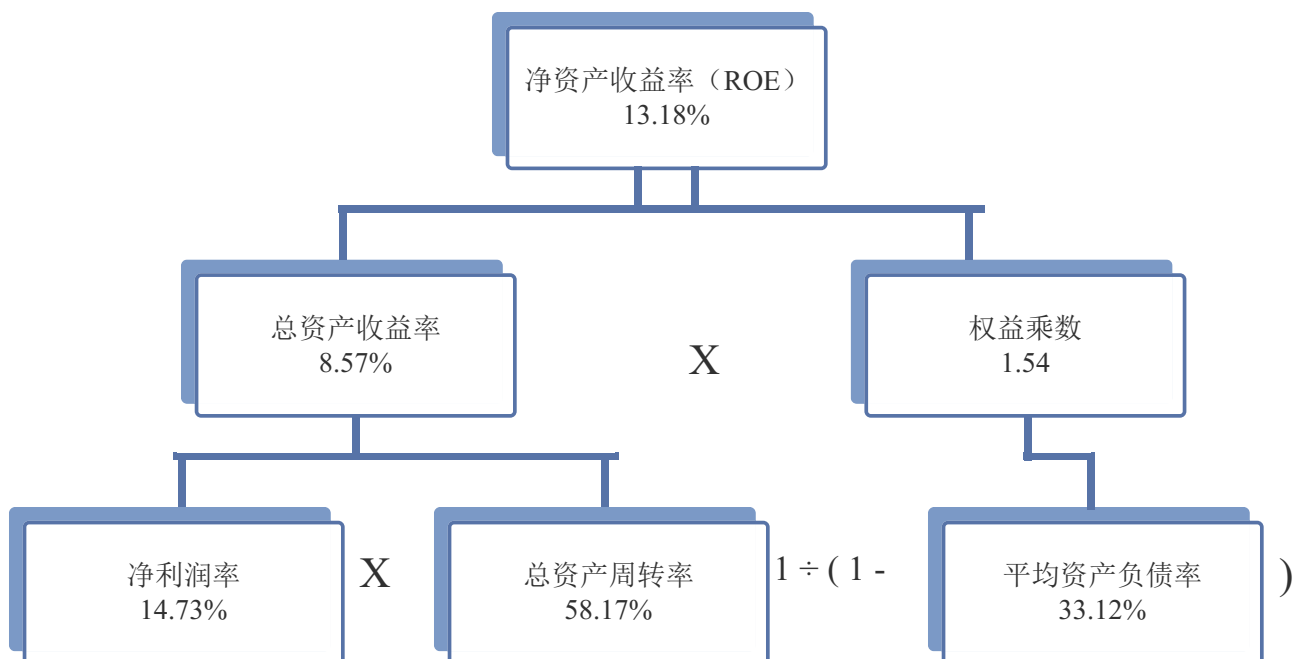 净资产收益率（ROE）
13.18%
总资产收益率
8.57%
X
权益乘数
1.54
净利润率
14.73%
X
总资产周转率
58.17%
1 ÷ ( 1 -
平均资产负债率
33.12%
)